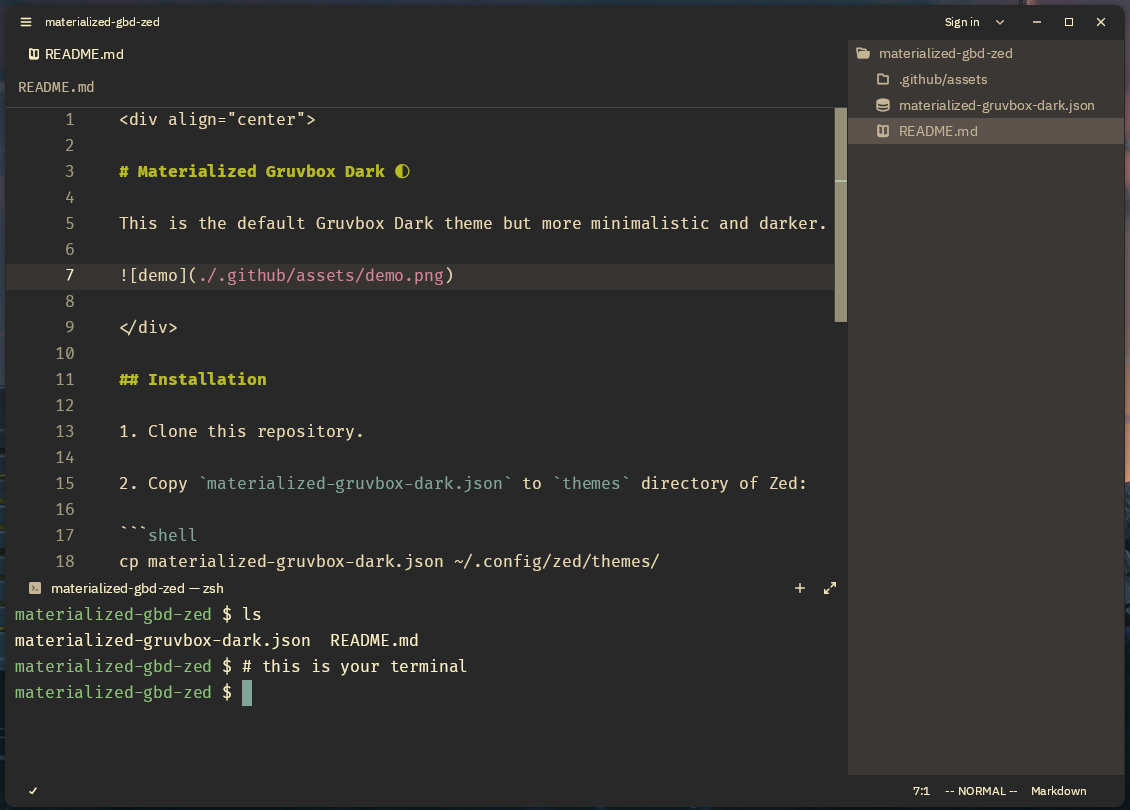 materialized-gbd-zed
Sign in
README.md
README.md
1 <div align="center">
2
3 # Materialized Gruvbox Dark 🌓
4
5 This is the default Gruvbox Dark theme but more minimalistic and darker.
6
7 ![demo](./.github/assets/demo.png)
8
9 </div>
10
11 ## Installation
12
13 1. Clone this repository.
14
15 2. Copy `materialized-gruvbox-dark.json` to `themes` directory of Zed:
16
17 ```shell
18 cp materialized-gruvbox-dark.json ~/.config/zed/themes/
materialized-gbd-zed
.github/assets
materialized-gruvbox-dark.json
README.md
materialized-gbd-zed — zsh
materialized-gbd-zed $ ls
materialized-gruvbox-dark.json  README.md
materialized-gbd-zed $ # this is your terminal
materialized-gbd-zed $
7:1 -- NORMAL -- Markdown